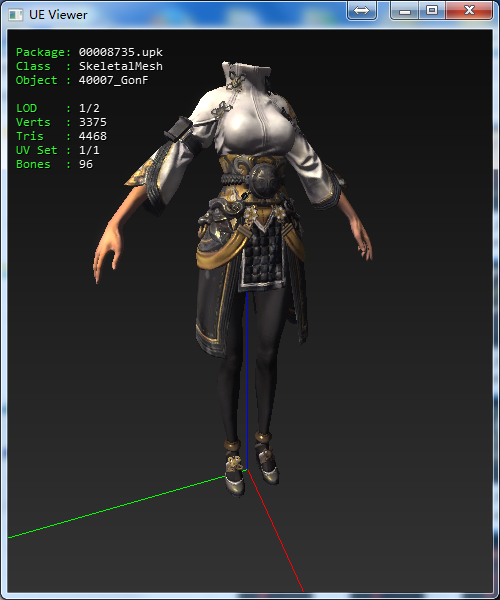 UE Viewer
Package: 00008735.upk
Class : SkeletalMesh
Object : 40007_GonF
LOD : 1/2
Verts : 3375
Tris : 4468
UV Set : 1/1
Bones : 96